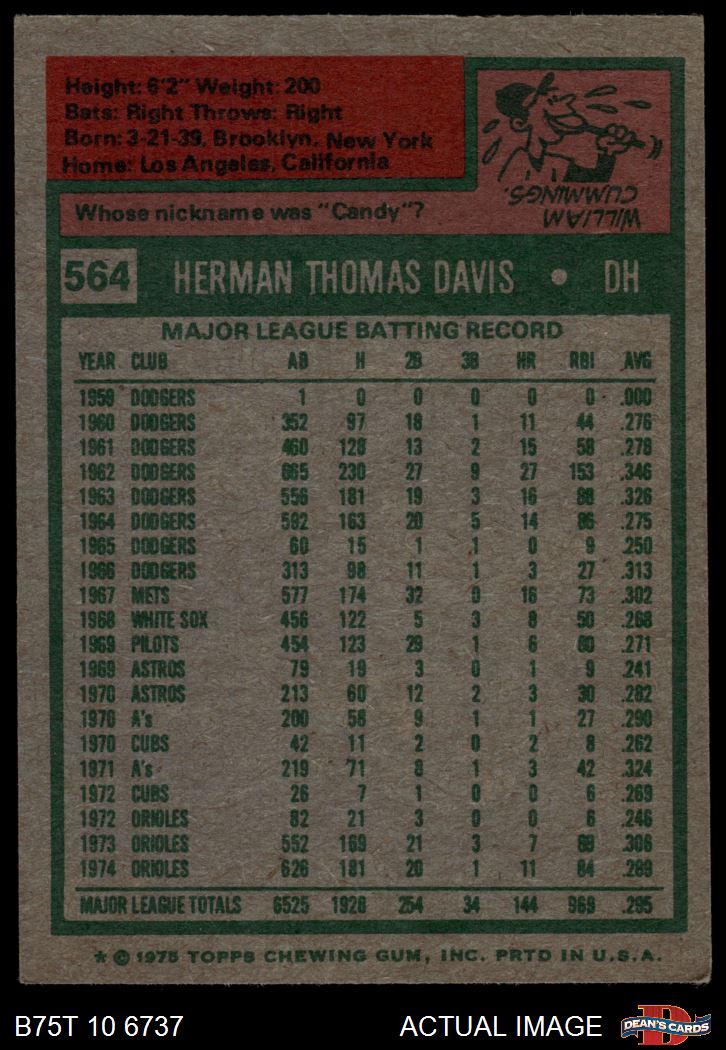 Height: 6'2" Weight: 200
Bats: Right Throws: Right
Born: 3-21-39, Brooklyn, New York
Home: Los Angeles, California
Whose nickname was "Candy"?
WILLIAM
CUMMINGS.
564 HERMAN THOMAS DAVIS • DH
MAJOR LEAGUE BATTING RECORD
YEAR CLUB AB H 2B 3B HR RBI AVG
1959 DODGERS 1 0 0 0 0 0 .000
1960 DODGERS 352 97 18 1 11 44 .276
1961 DODGERS 460 128 13 2 15 58 .278
1962 DODGERS 665 230 27 9 27 153 .346
1963 DODGERS 556 181 19 3 16 88 .326
1964 DODGERS 592 163 20 5 14 86 .275
1965 DODGERS 60 15 1 1 0 9 .250
1966 DODGERS 313 98 11 1 3 27 .313
1967 METS 577 174 32 0 16 73 .302
1968 WHITE SOX 456 122 5 3 8 50 .268
1969 PILOTS 454 123 29 1 6 80 .271
1969 ASTROS 79 19 3 0 1 9 .241
1970 ASTROS 213 60 12 2 3 30 .282
1970 A's 200 58 9 1 1 27 .290
1970 CUBS 42 11 2 0 2 8 .262
1971 A's 219 71 8 1 3 42 .324
1972 CUBS 26 7 1 0 0 6 .269
1972 ORIOLES 82 21 3 0 0 6 .246
1973 ORIOLES 552 169 21 3 7 89 .306
1974 ORIOLES 626 181 20 1 11 84 .289
MAJOR LEAGUE TOTALS 6525 1928 254 34 144 969 .295
* © 1975 TOPPS CHEWING GUM, INC. PRTD IN U.S.A.
B75T 10 6737 ACTUAL IMAGE
DEAN'S CARDS